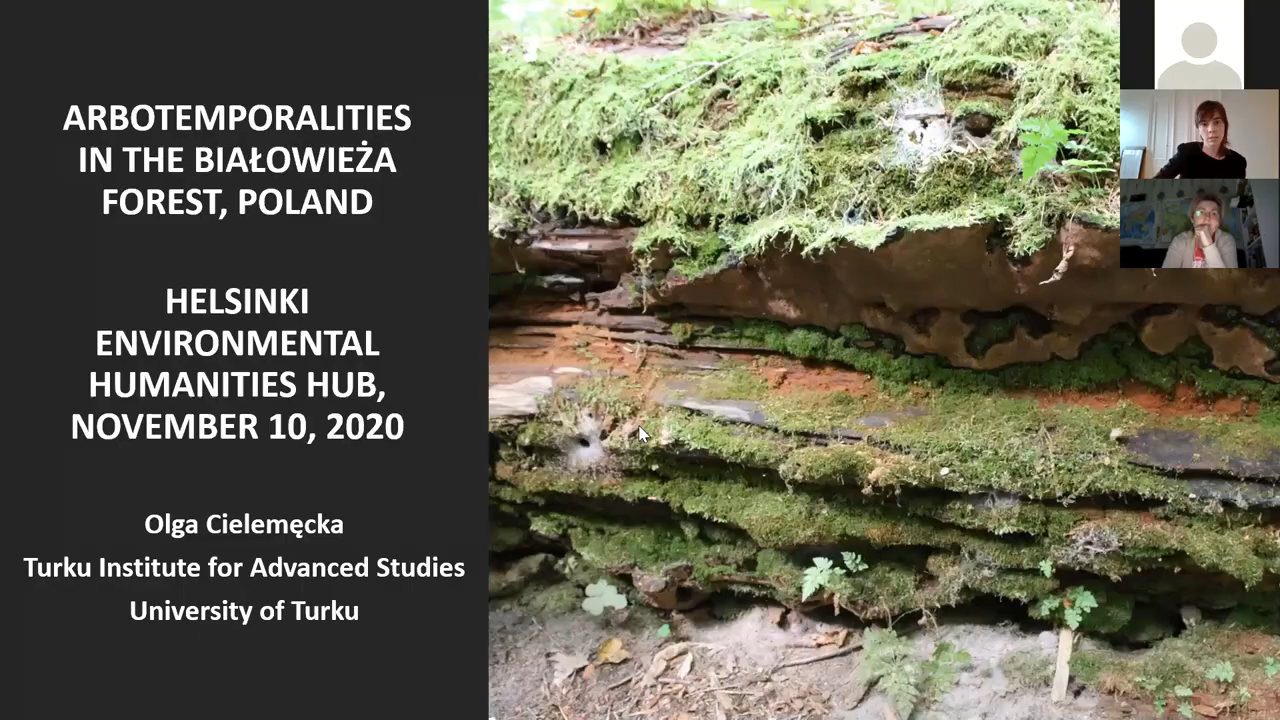 ARBOTEMPORALITIES
IN THE BIAŁOWIEŻA
FOREST, POLAND
HELSINKI
ENVIRONMENTAL
HUMANITIES HUB,
NOVEMBER 10, 2020
Olga Cielemęcka
Turku Institute for Advanced Studies
University of Turku